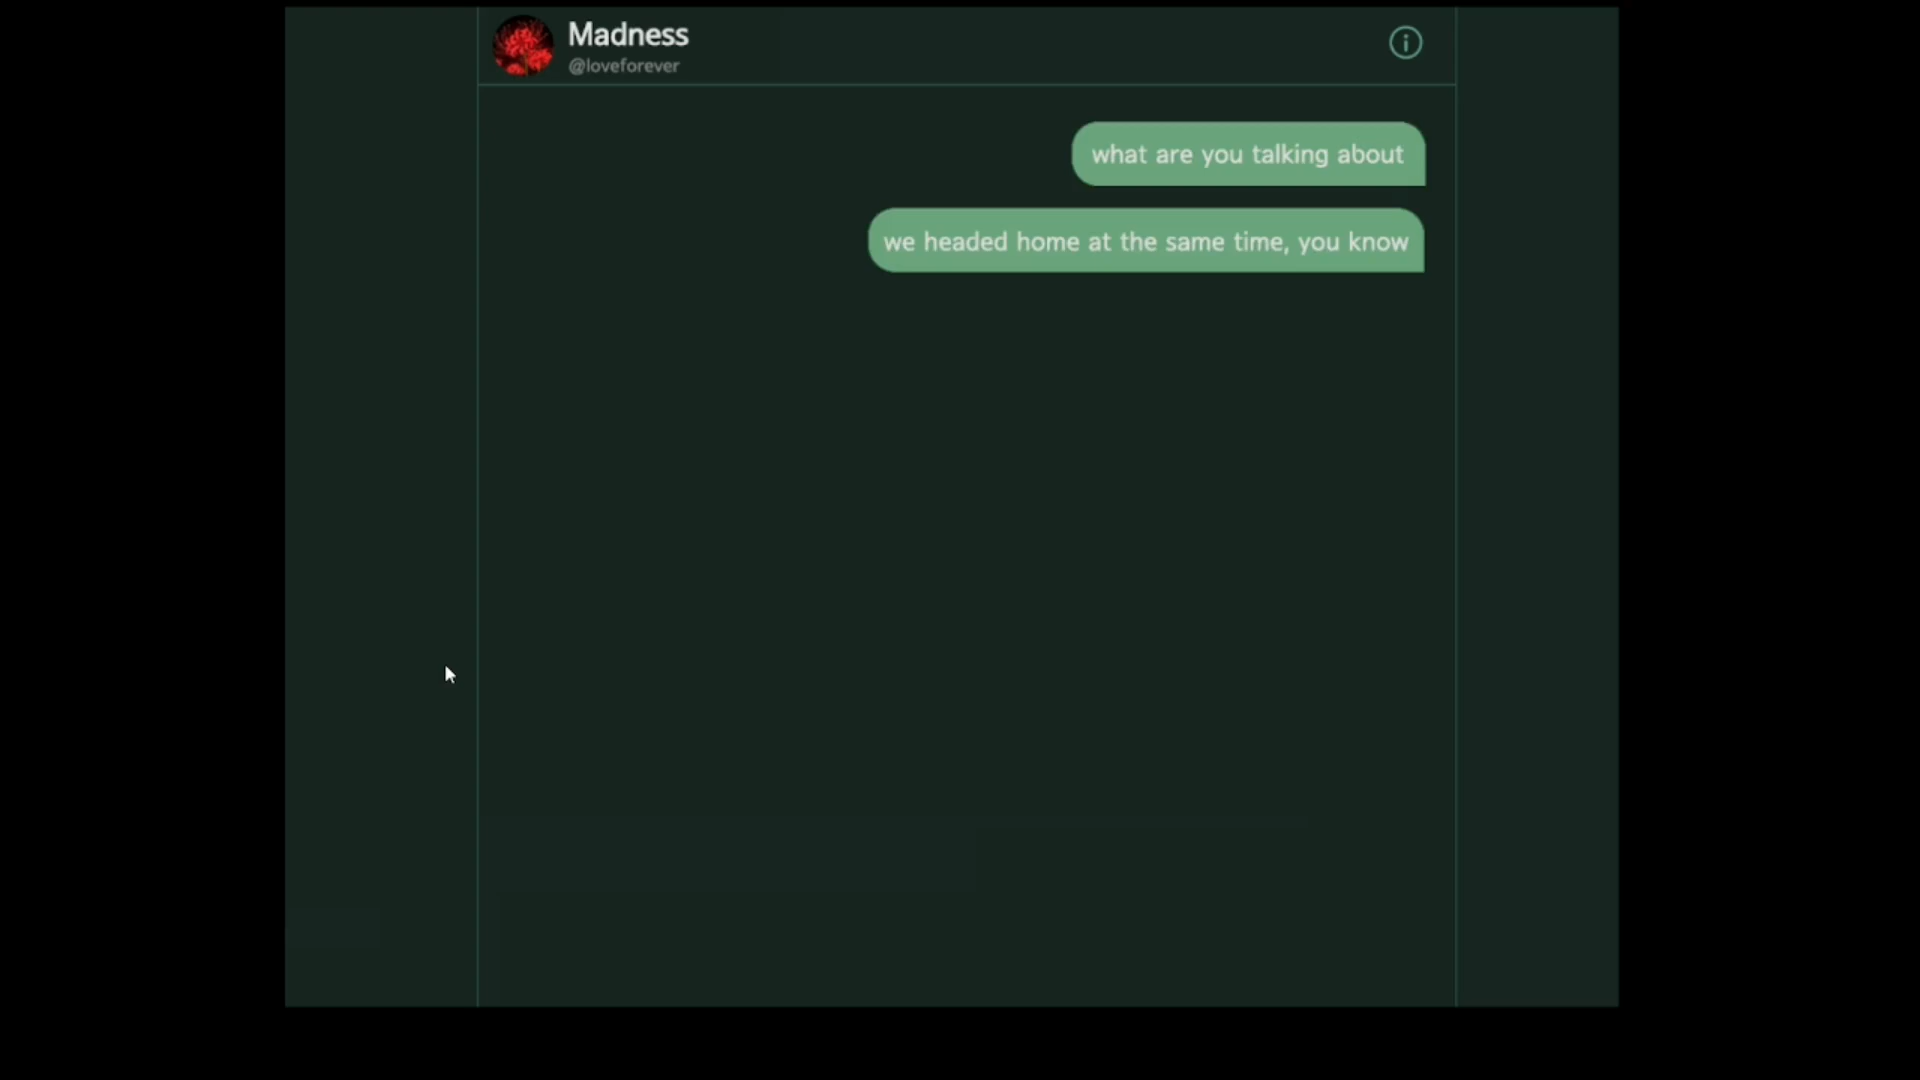 Madness
@loveforever
what are you talking about
we headed home at the same time, you know